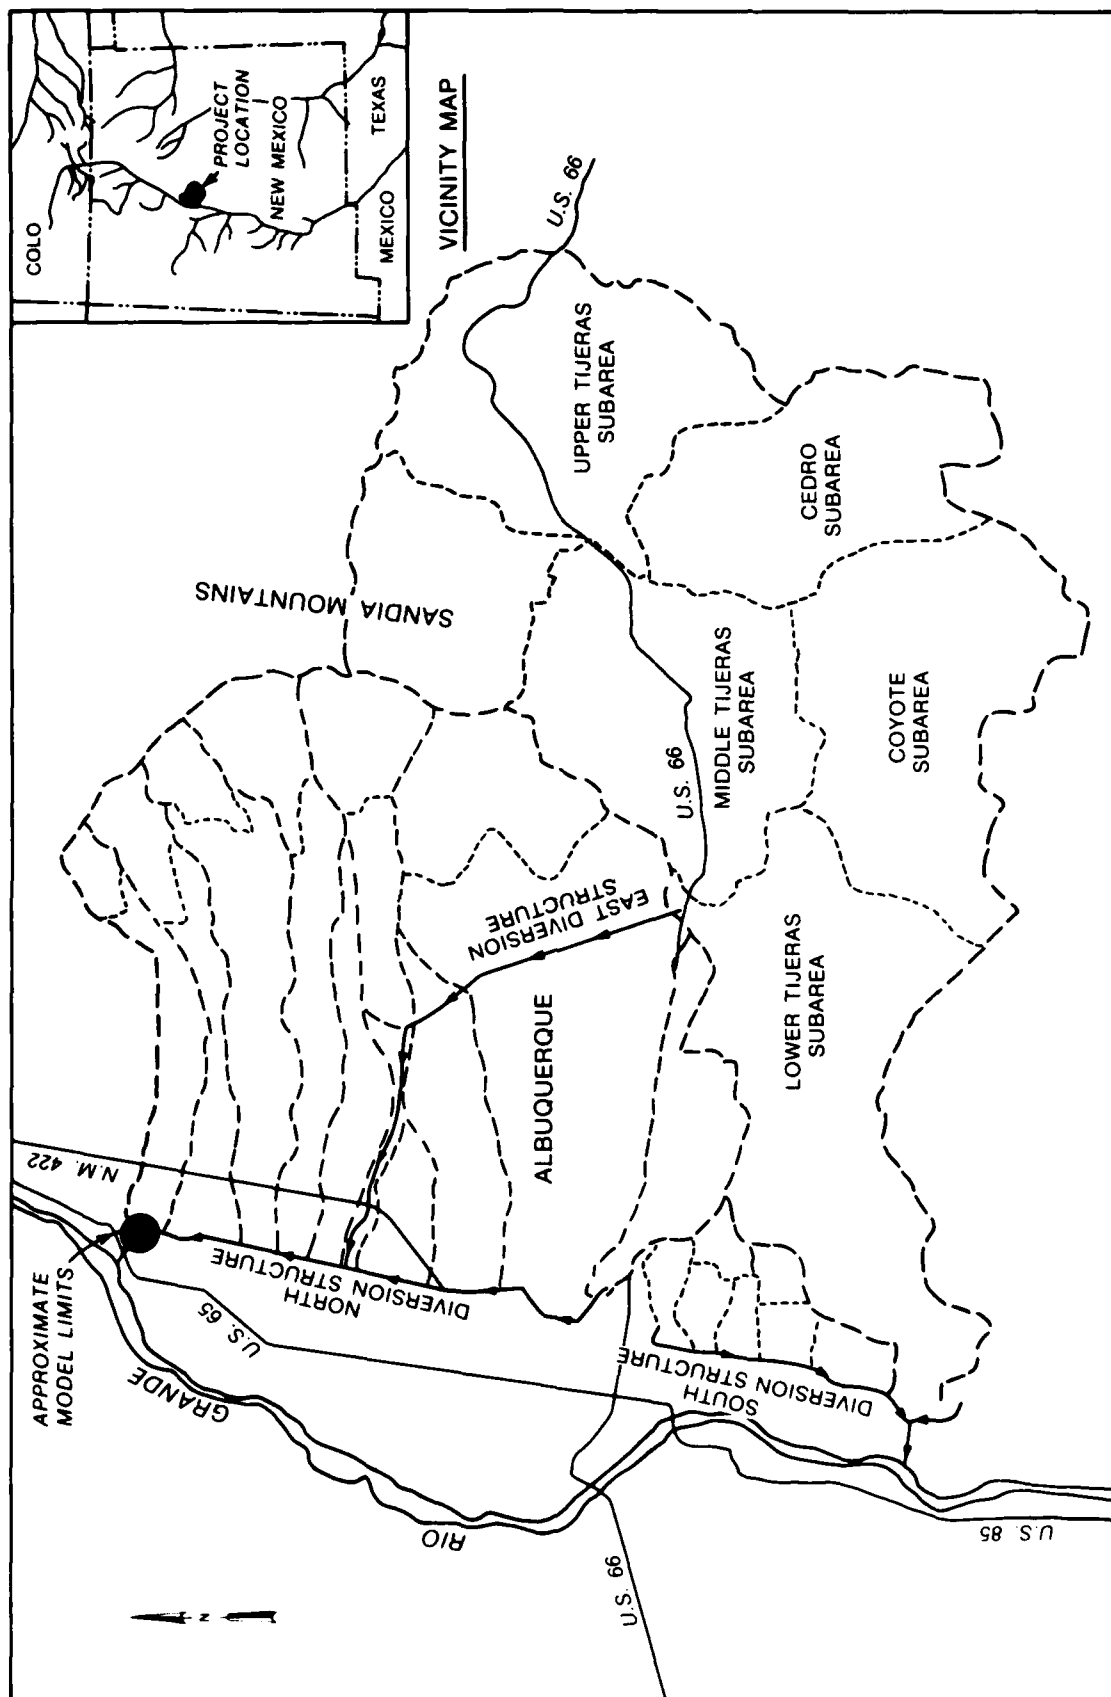 COLO
PROJECT
LOCATION
NEW MEXICO
TEXAS
MEXICO
VICINITY MAP
U.S. 66
UPPER TIJERAS
SUBAREA
CEDRO
SUBAREA
SANDIA MOUNTAINS
MIDDLE TIJERAS
SUBAREA
COYOTE
SUBAREA
U.S. 66
EAST DIVERSION
STRUCTURE
LOWER TIJERAS
SUBAREA
ALBUQUERQUE
N.M. 422
APPROXIMATE
MODEL LIMITS
NORTH
DIVERSION STRUCTURE
U.S. 65
SOUTH
DIVERSION STRUCTURE
RIO GRANDE
U.S. 66
U.S. 85
N